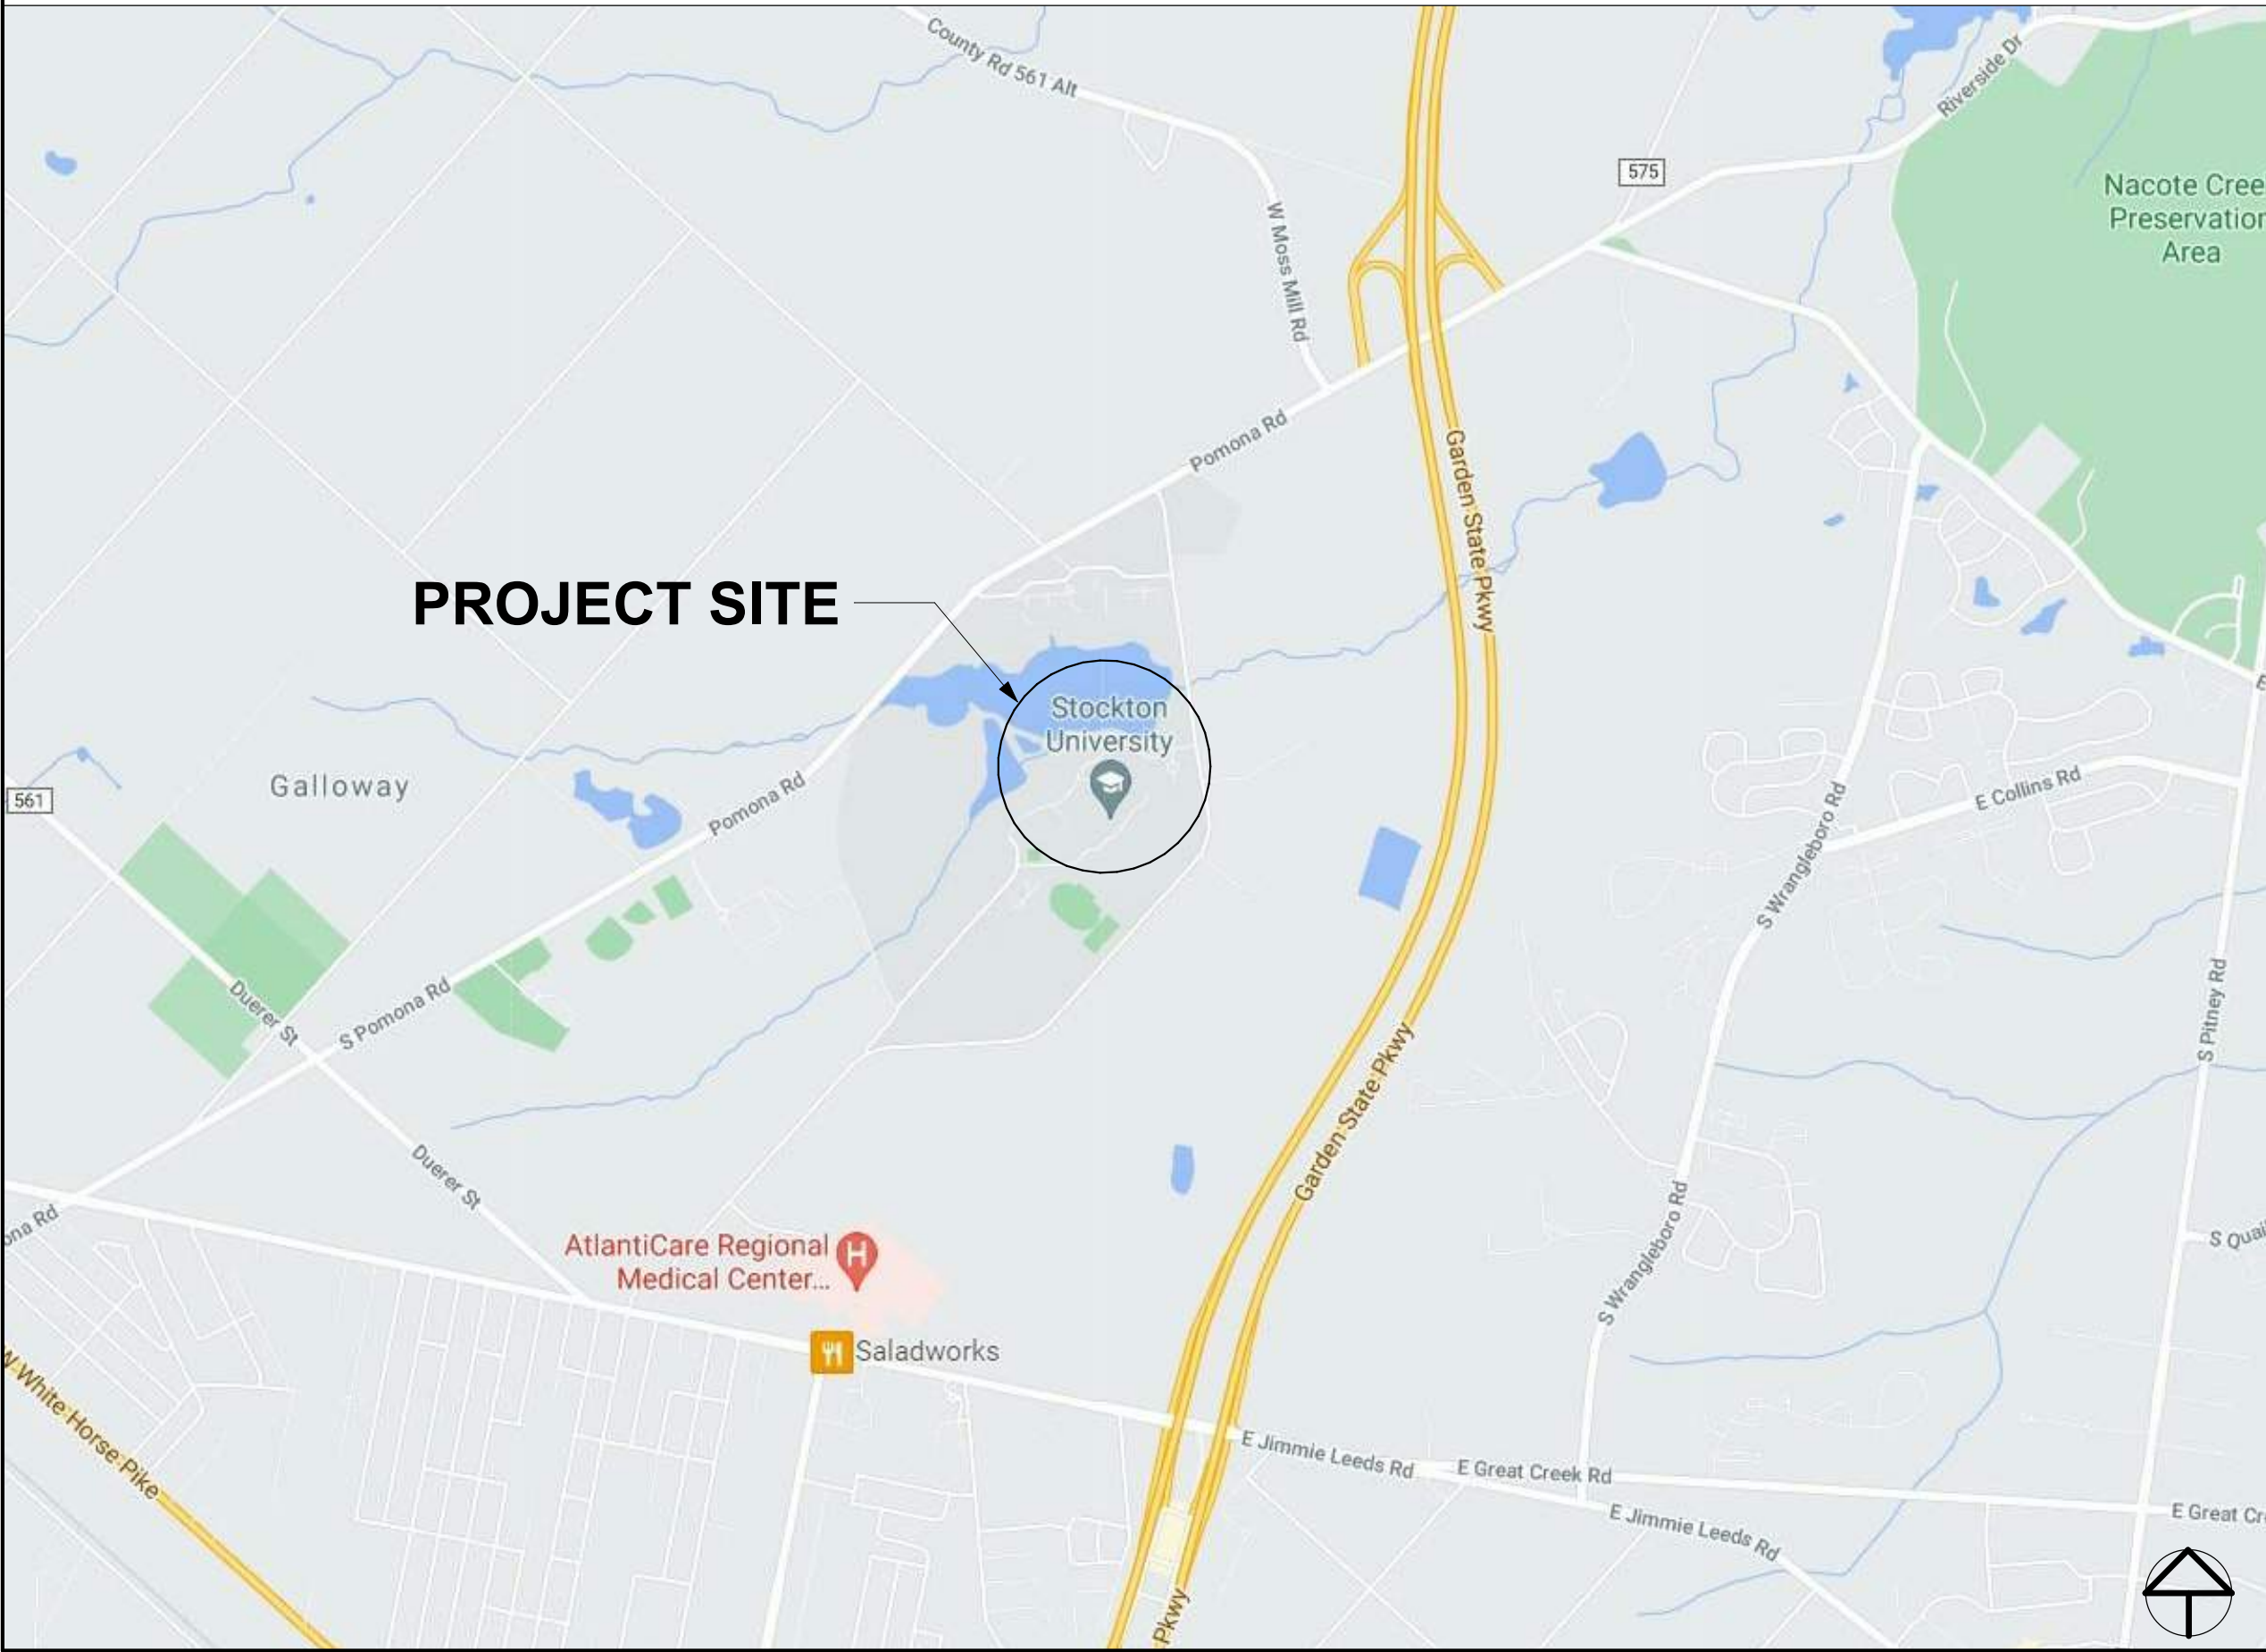 County Rd 561 Alt
Riverside Dr
575
Nacote Cree
Preservation
Area
W Moss Mill Rd
Pomona Rd
Garden State Pkwy
PROJECT SITE
Stockton
University
Galloway
561
Pomona Rd
E Collins Rd
S Wrangleboro Rd
Duerer St
S Pomona Rd
S Pitney Rd
Garden State Pkwy
Duerer St
ona Rd
AtlantiCare Regional
Medical Center...
H
S Wrangleboro Rd
S Quai
Saladworks
W White Horse Pike
E Jimmie Leeds Rd
E Great Creek Rd
E Great Cr
E Jimmie Leeds Rd
Pkwy